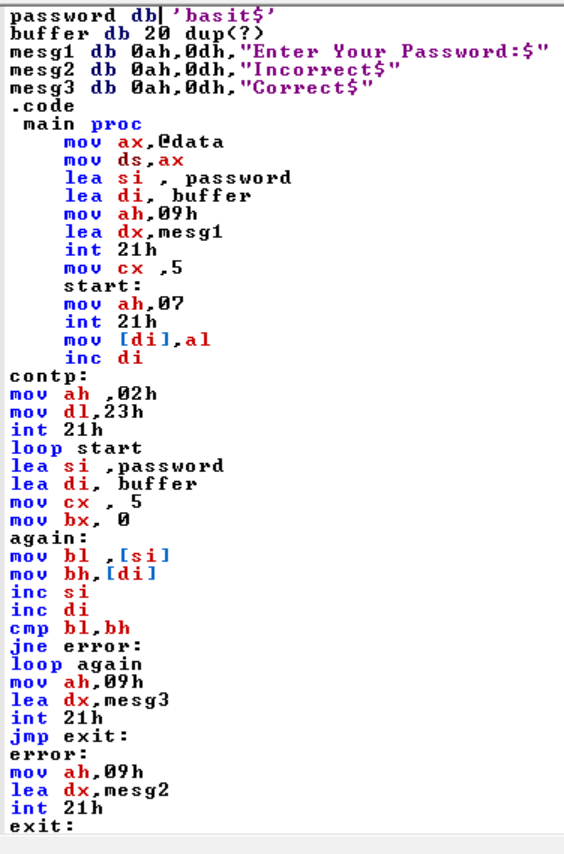 password db 'basit$'
buffer db 20 dup(?)
mesg1 db 0ah,0dh,"Enter Your Password:$"
mesg2 db 0ah,0dh,"Incorrect$"
mesg3 db 0ah,0dh,"Correct$"
.code
main proc
mov ax,@data
mov ds,ax
lea si , password
lea di, buffer
mov ah,09h
lea dx,mesg1
int 21h
mov cx ,5
start:
mov ah,07
int 21h
mov [di],al
inc di
contp:
mov ah ,02h
mov dl,23h
int 21h
loop start
lea si ,password
lea di, buffer
mov cx , 5
mov bx, 0
again:
mov bl ,[si]
mov bh,[di]
inc si
inc di
cmp bl,bh
jne error:
loop again
mov ah,09h
lea dx,mesg3
int 21h
jmp exit:
error:
mov ah,09h
lea dx,mesg2
int 21h
exit: